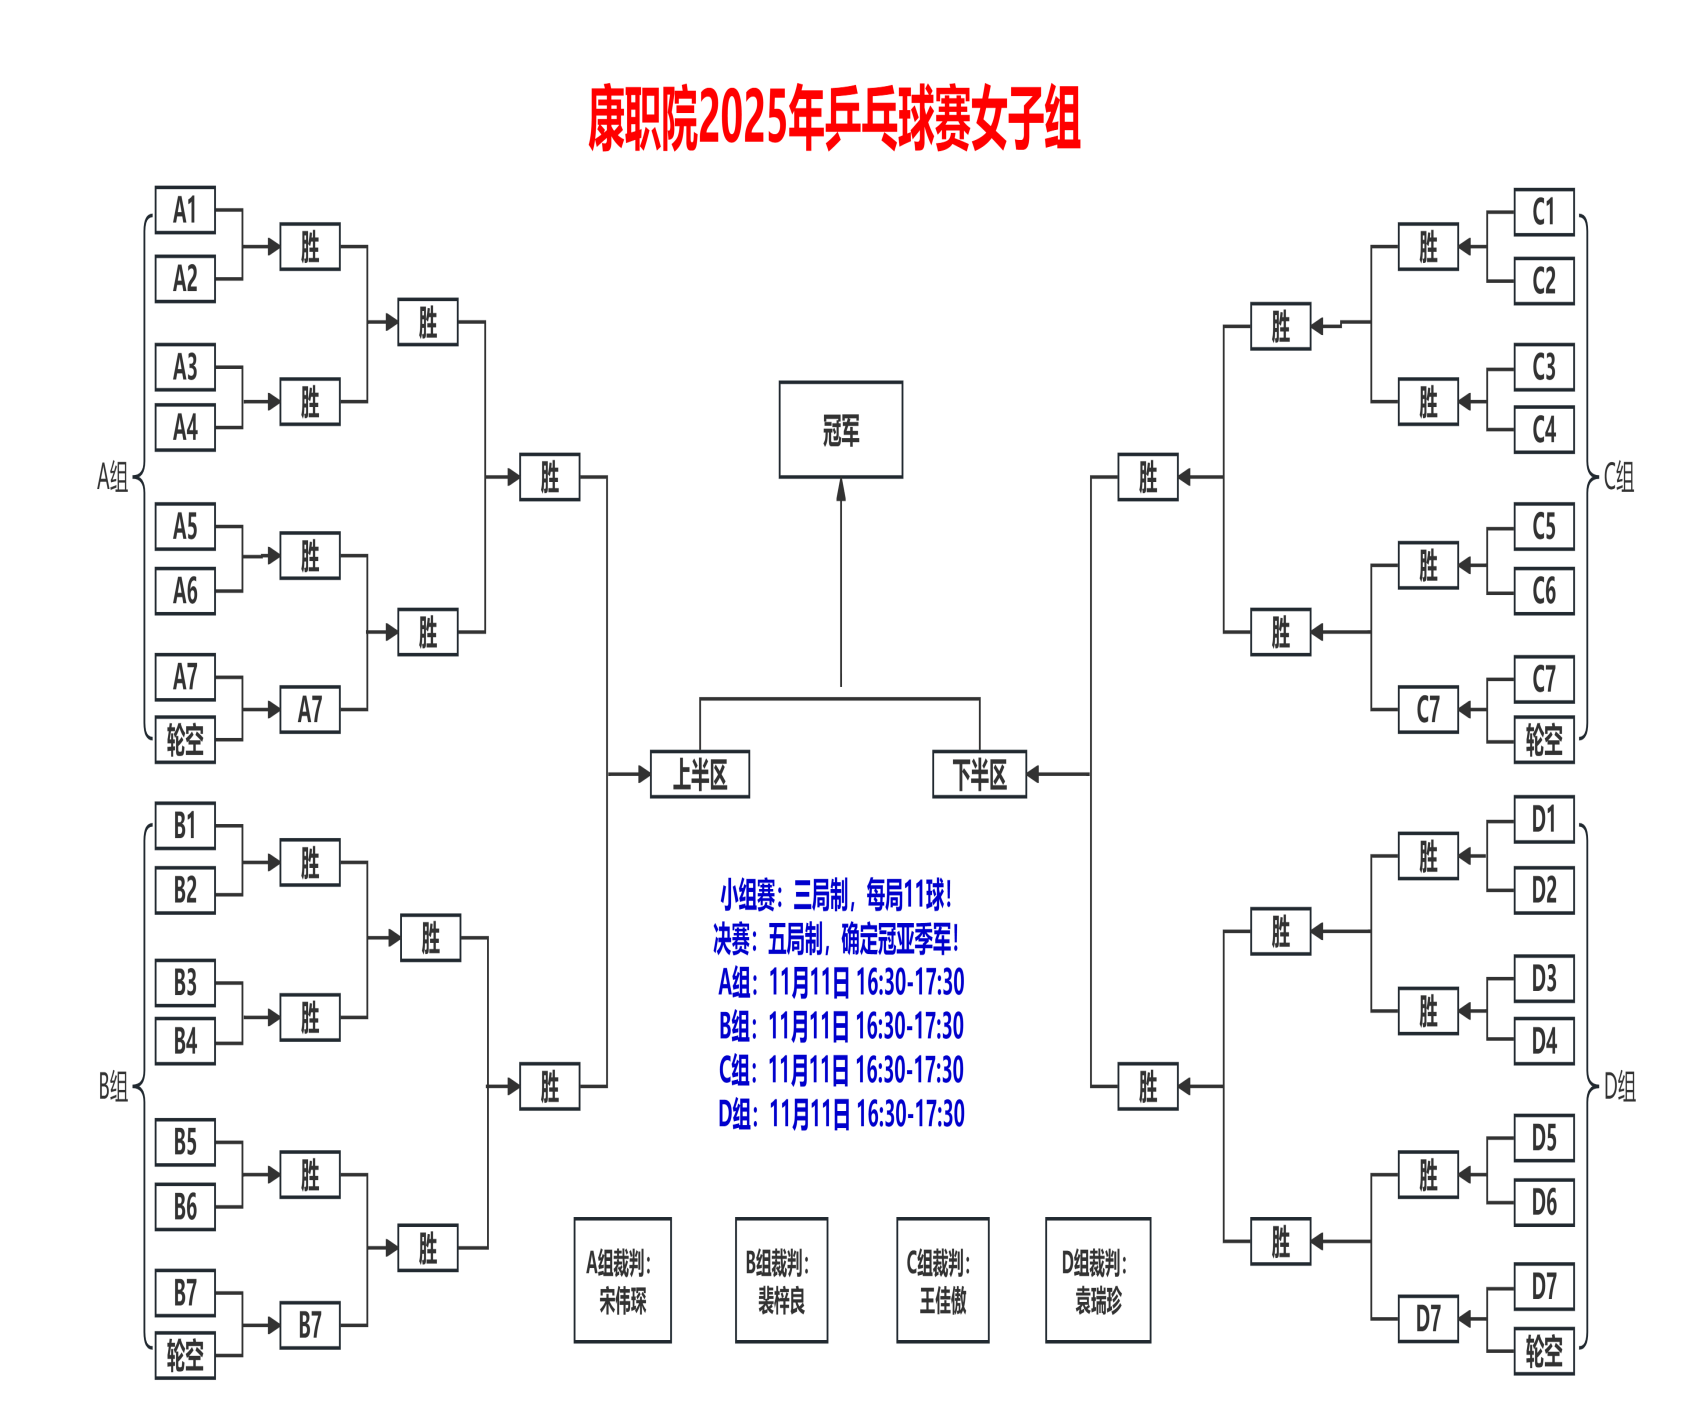 康职院2025年乒乓球赛女子组
A组
A1
A2
A3
A4
A5
A6
A7
轮空
胜
胜
胜
A7
胜
胜
胜
B组
B1
B2
B3
B4
B5
B6
B7
轮空
胜
胜
胜
B7
胜
胜
胜
冠军
上半区
下半区
C组
C1
C2
C3
C4
C5
C6
C7
轮空
胜
胜
胜
C7
胜
胜
胜
D组
D1
D2
D3
D4
D5
D6
D7
轮空
胜
胜
胜
D7
胜
胜
胜
小组赛：三局制，每局11球！
决赛：五局制，确定冠亚季军！
A组：11月11日 16:30-17:30
B组：11月11日 16:30-17:30
C组：11月11日 16:30-17:30
D组：11月11日 16:30-17:30
A组裁判：
宋伟琛
B组裁判：
裴梓良
C组裁判：
王佳傲
D组裁判：
袁瑞珍